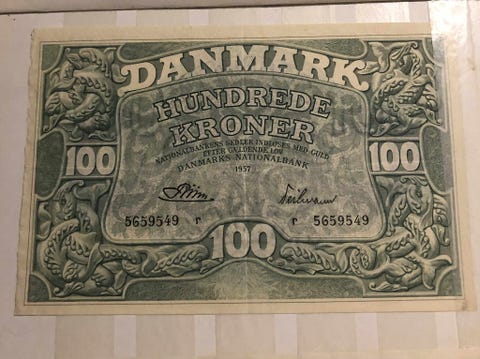 DANMARK
HUNDREDE
KRONER
NATIONALBANKENS SEDLER INDLØSES MED GULD
EFTER GÆLDENDE LOV
DANMARKS NATIONALBANK
1957
100 100
5659549 r r 5659549
100